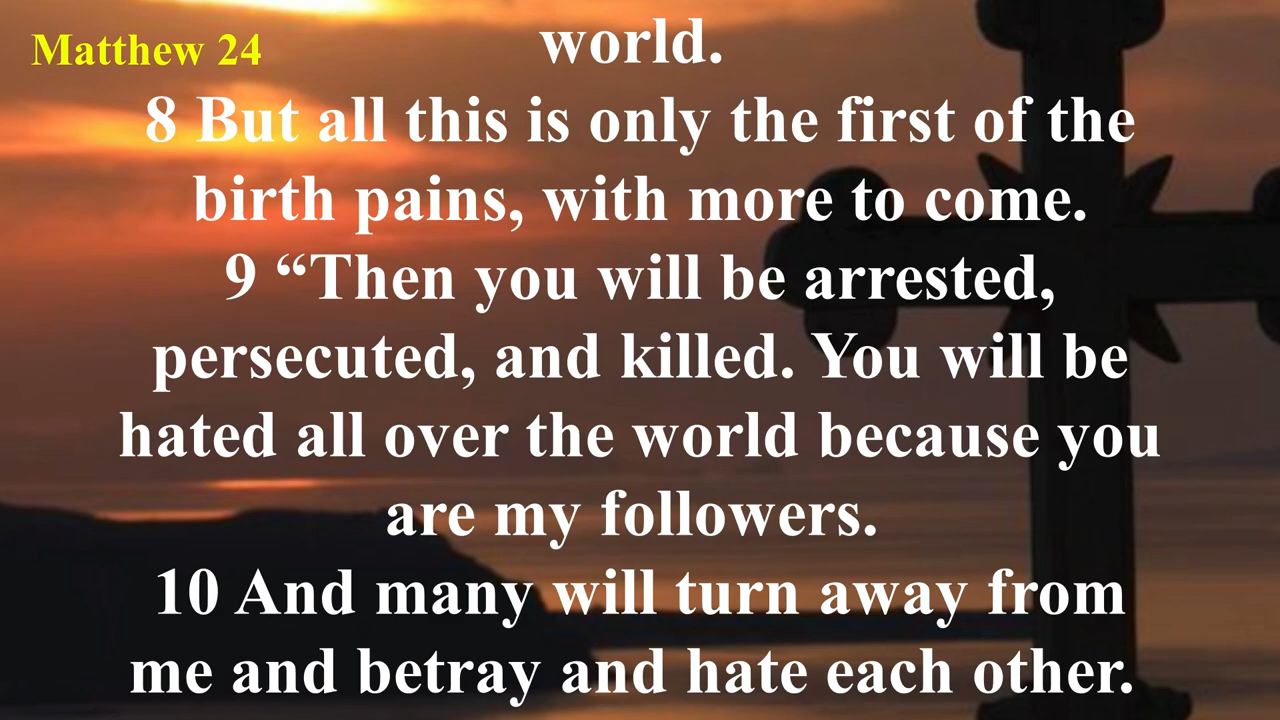 Matthew 24
world.
8 But all this is only the first of the
birth pains, with more to come.
9 “Then you will be arrested,
persecuted, and killed. You will be
hated all over the world because you
are my followers.
10 And many will turn away from
me and betray and hate each other.